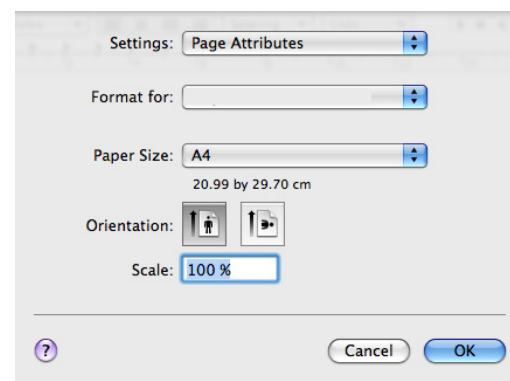 Settings: Page Attributes
Format for:
Paper Size: A4
20.99 by 29.70 cm
Orientation:
Scale: 100 %
? Cancel OK